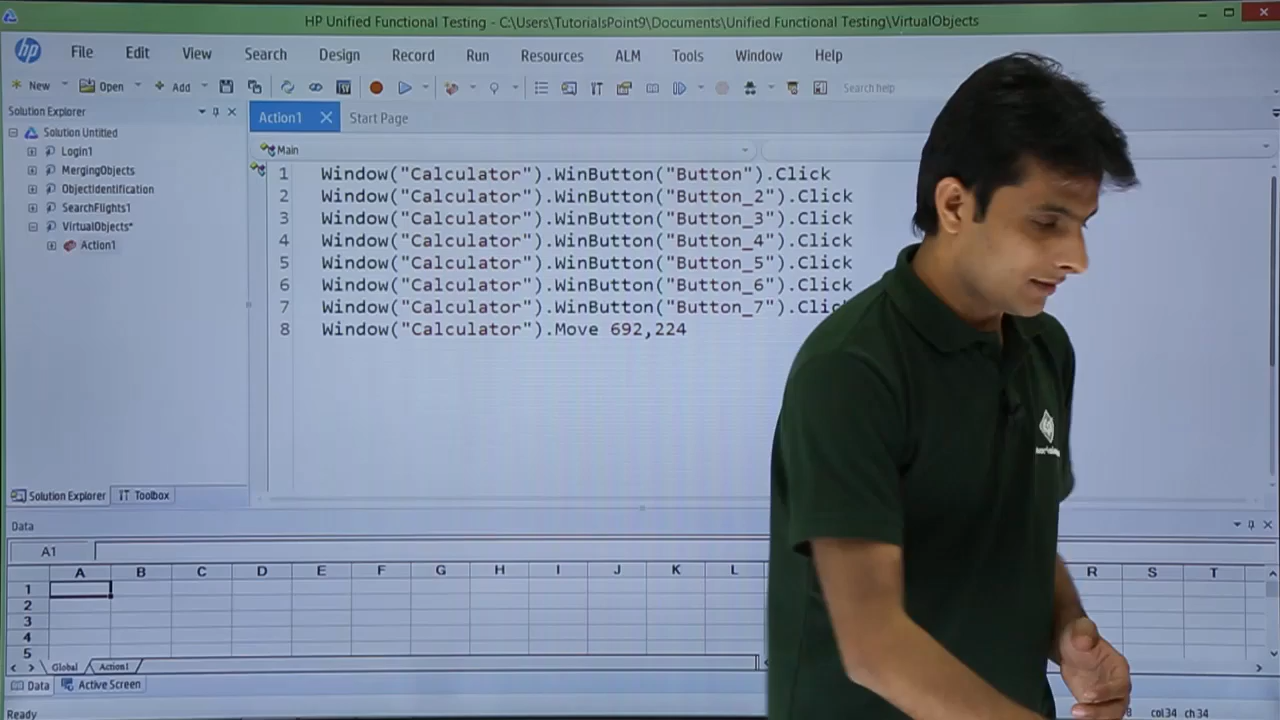 HP Unified Functional Testing - C:\Users\TutorialsPoint9\Documents\Unified Functional Testing\VirtualObjects
hp File Edit View Search Design Record Run Resources ALM Tools Window Help
New Open Add Search help
Solution Explorer
Solution Untitled
Login1
MergingObjects
ObjectIdentification
SearchFlights1
VirtualObjects*
Action1
Solution Explorer Toolbox
Action1 Start Page
Main
1 Window("Calculator").WinButton("Button").Click
2 Window("Calculator").WinButton("Button_2").Click
3 Window("Calculator").WinButton("Button_3").Click
4 Window("Calculator").WinButton("Button_4").Click
5 Window("Calculator").WinButton("Button_5").Click
6 Window("Calculator").WinButton("Button_6").Click
7 Window("Calculator").WinButton("Button_7").Clic
8 Window("Calculator").Move 692,224
Data
A1
A B C D E F G H I J K L R S T
1
2
3
4
5
Global Action1
Data Active Screen
Ready col34 ch 34